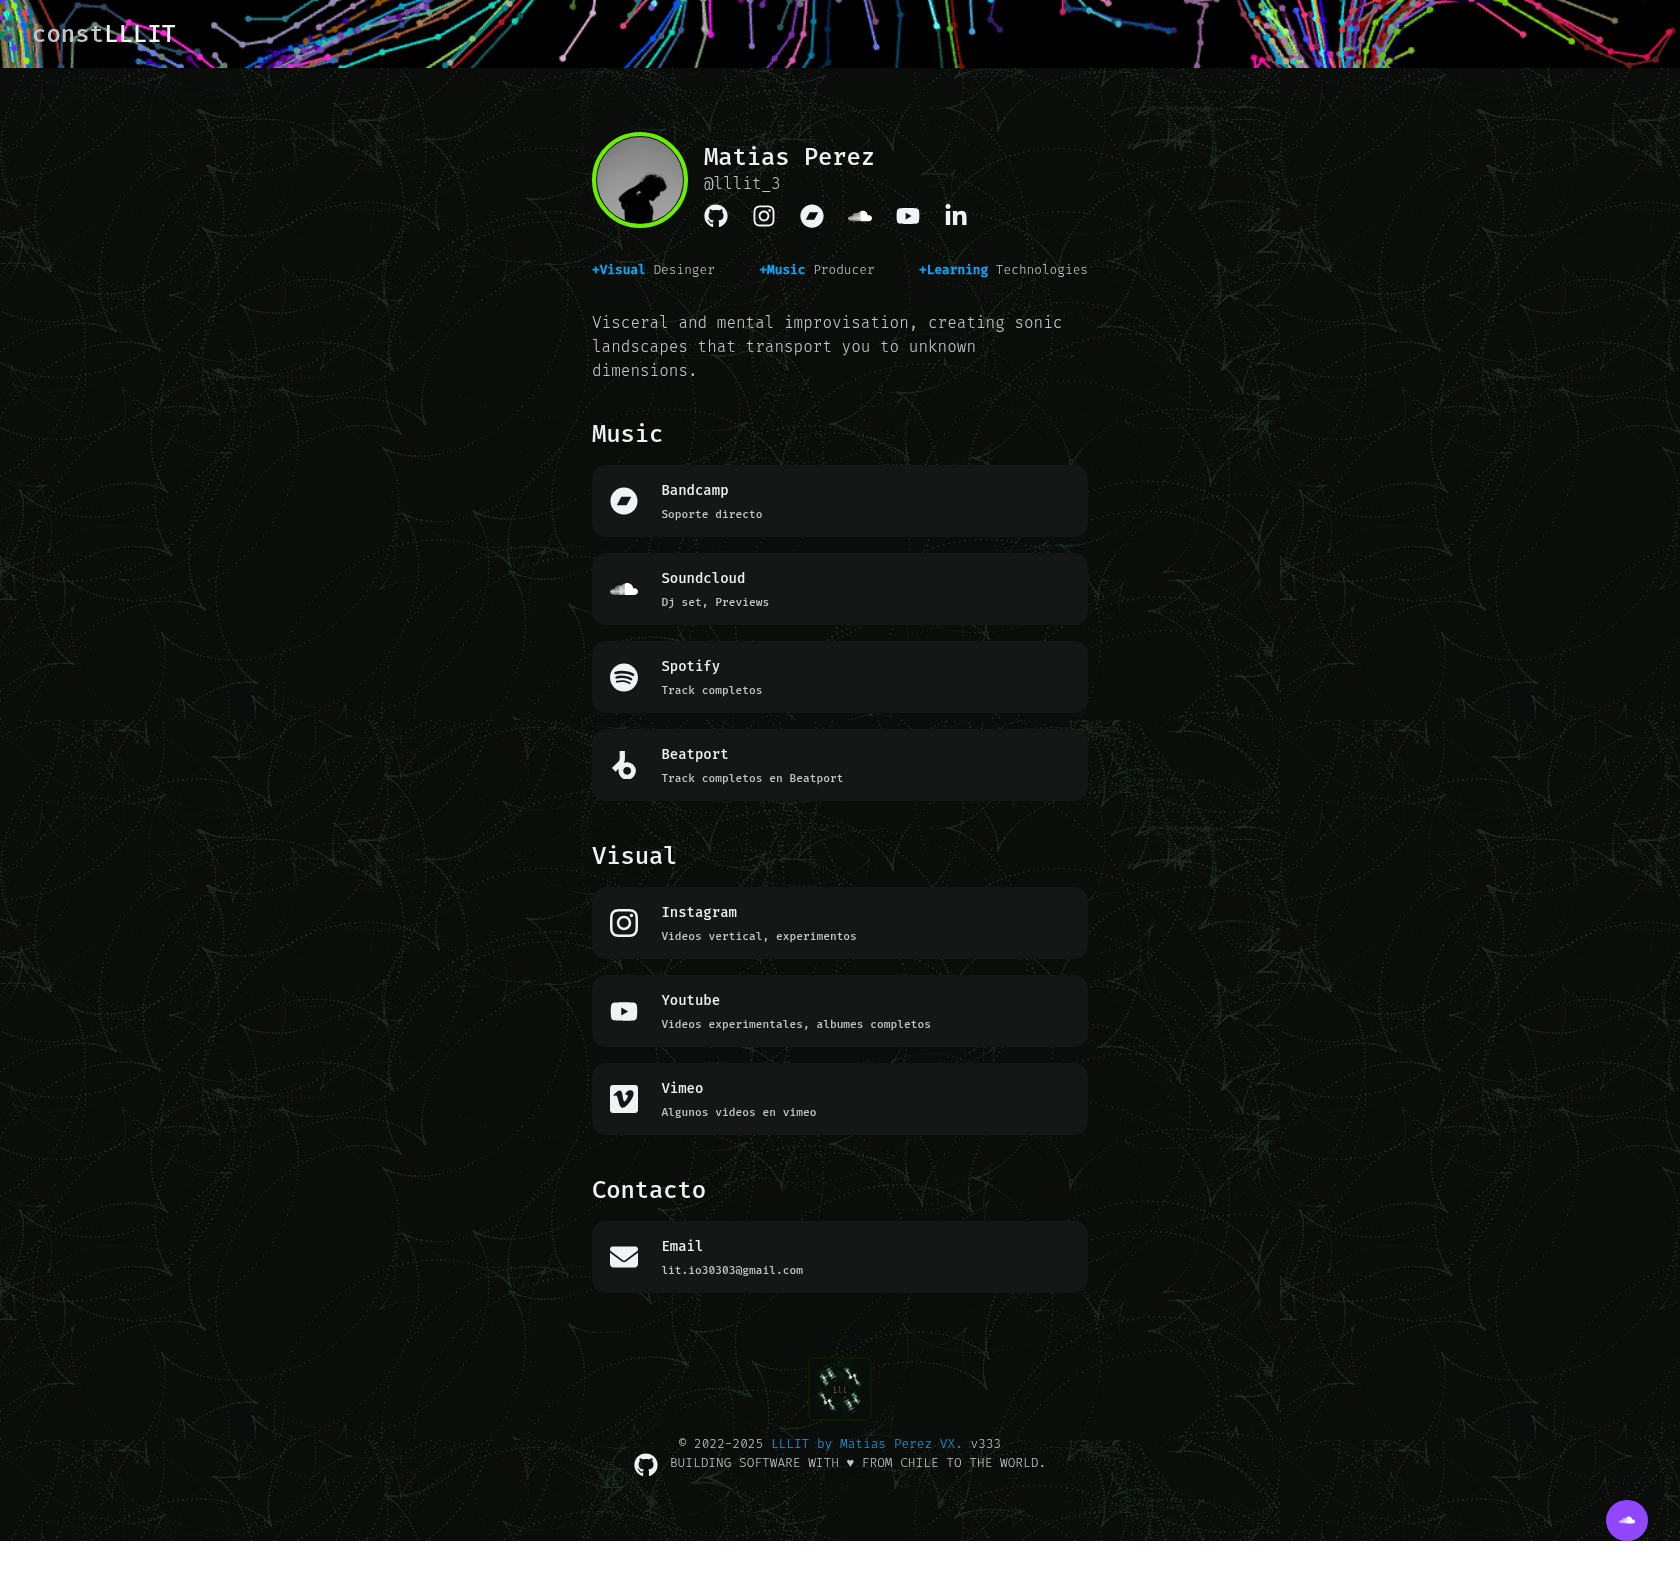 constLLLIT
Matias Perez
@lllit_3
+Visual Desinger +Music Producer +Learning Technologies
Visceral and mental improvisation, creating sonic
landscapes that transport you to unknown
dimensions.
Music
Bandcamp
Soporte directo
Soundcloud
Dj set, Previews
Spotify
Track completos
Beatport
Track completos en Beatport
Visual
Instagram
Videos vertical, experimentos
Youtube
Videos experimentales, albumes completos
Vimeo
Algunos videos en vimeo
Contacto
Email
lit.io30303@gmail.com
lll
© 2022-2025 LLLIT by Matias Perez VX. v333
BUILDING SOFTWARE WITH ♥ FROM CHILE TO THE WORLD.